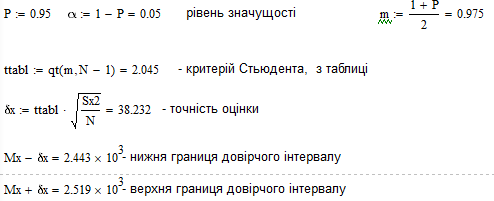 P := 0.95 α := 1 − P = 0.05 рівень значущості m := (1 + P)/2 = 0.975
ttabl := qt(m, N − 1) = 2.045 - критерій Стьюдента, з таблиці
δx := ttabl · √(Sx2/N) = 38.232 - точність оцінки
Mx − δx = 2.443 × 10³- нижня границя довірчого інтервалу
Mx + δx = 2.519 × 10³- верхня границя довірчого інтервалу